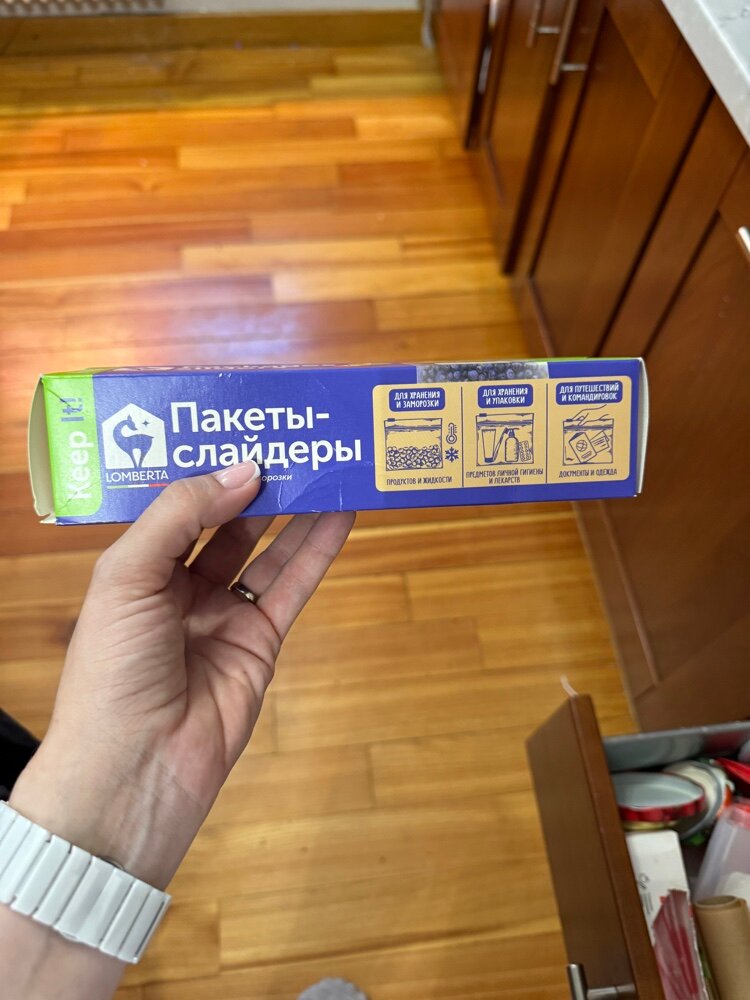 Keep It!
LOMBERTA
Пакеты-
слайдеры
ДЛЯ ХРАНЕНИЯ
И ЗАМОРОЗКИ
ПРОДУКТОВ И ЖИДКОСТИ
ДЛЯ ХРАНЕНИЯ
И УПАКОВКИ
ПРЕДМЕТОВ ЛИЧНОЙ ГИГИЕНЫ
И ЛЕКАРСТВ
ДЛЯ ПУТЕШЕСТВИЙ
И КОМАНДИРОВОК
ДОКУМЕНТЫ И ОДЕЖДА